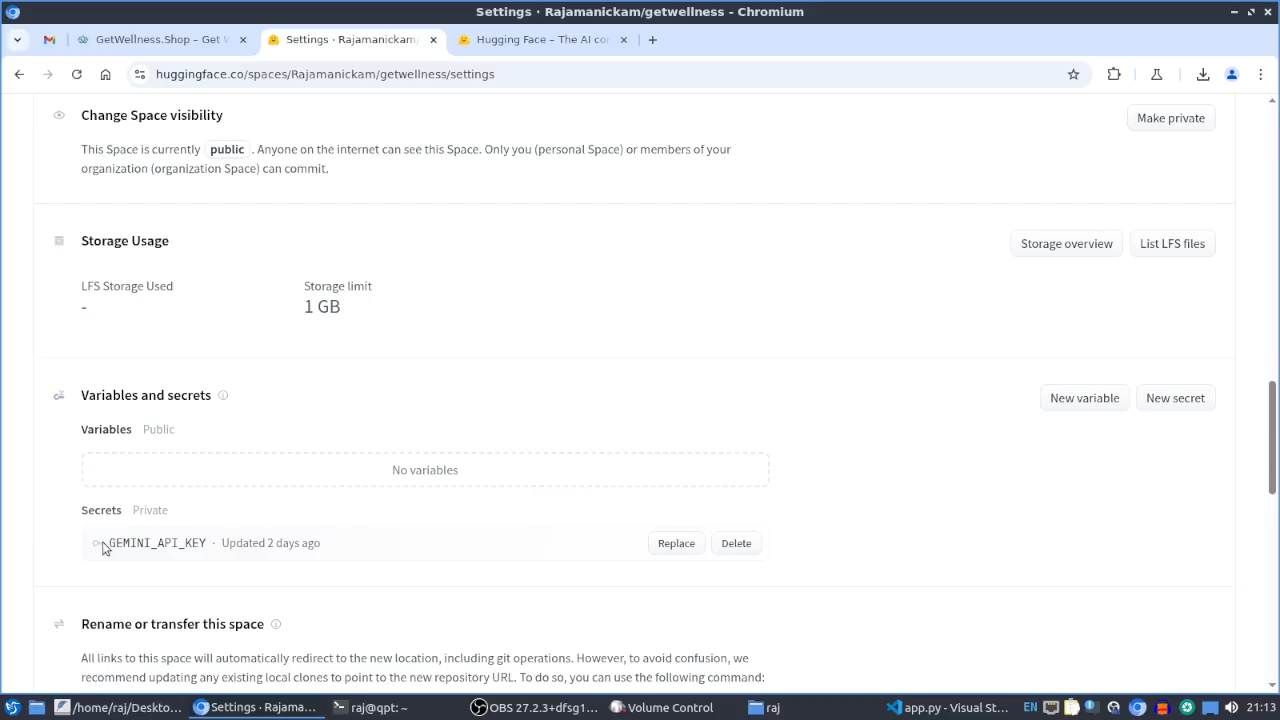 Settings · Rajamanickam/getwellness - Chromium
GetWellness.Shop – Get W
Settings · Rajamanickam/
Hugging Face – The AI co
huggingface.co/spaces/Rajamanickam/getwellness/settings
Change Space visibility
Make private
This Space is currently public . Anyone on the internet can see this Space. Only you (personal Space) or members of your
organization (organization Space) can commit.
Storage Usage
Storage overview
List LFS files
LFS Storage Used
Storage limit
-
1 GB
Variables and secrets
New variable
New secret
Variables Public
No variables
Secrets Private
GEMINI_API_KEY · Updated 2 days ago
Replace
Delete
Rename or transfer this space
All links to this space will automatically redirect to the new location, including git operations. However, to avoid confusion, we
recommend updating any existing local clones to point to the new repository URL. To do so, you can use the following command:
/home/raj/Deskto...
Settings · Rajama...
raj@qpt: ~
OBS 27.2.3+dfsg1...
Volume Control
raj
app.py - Visual St...
EN
21:13